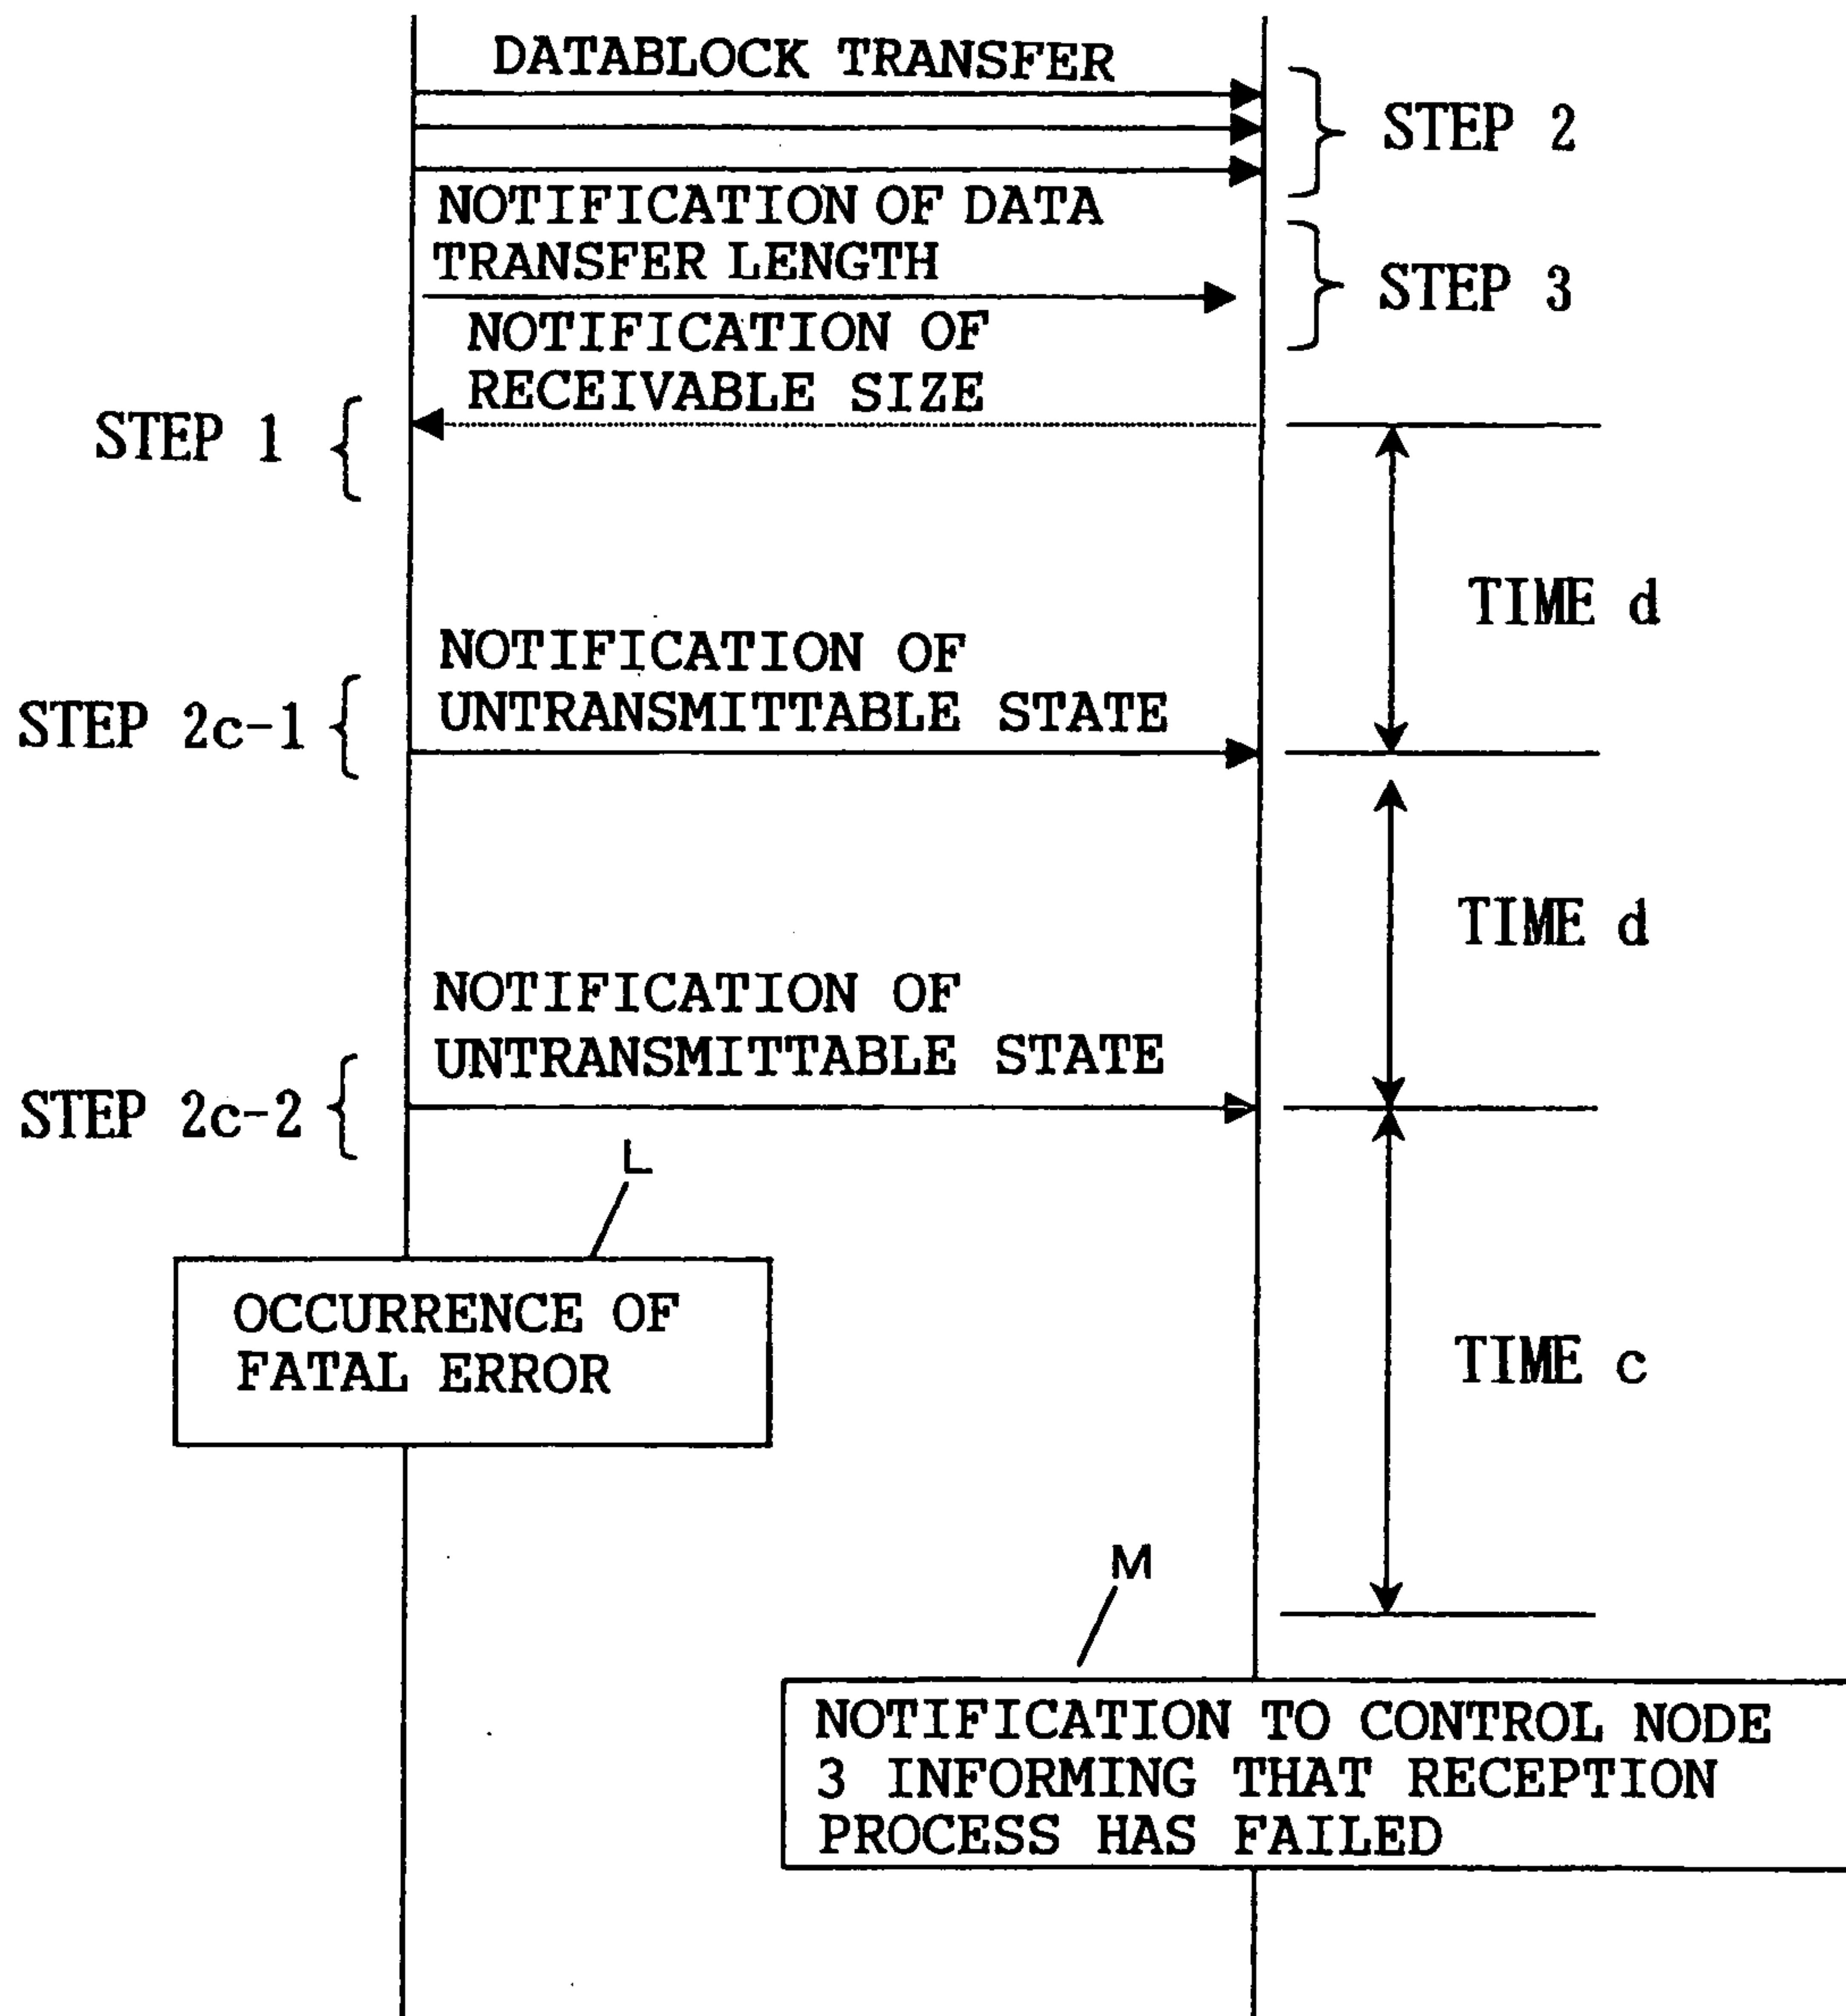 DATABLOCK TRANSFER
STEP 2
NOTIFICATION OF DATA
TRANSFER LENGTH
STEP 3
NOTIFICATION OF
RECEIVABLE SIZE
STEP 1
TIME d
NOTIFICATION OF
UNTRANSMITTABLE STATE
STEP 2c-1
TIME d
NOTIFICATION OF
UNTRANSMITTABLE STATE
STEP 2c-2
L
OCCURRENCE OF
FATAL ERROR
TIME c
M
NOTIFICATION TO CONTROL NODE
3 INFORMING THAT RECEPTION
PROCESS HAS FAILED